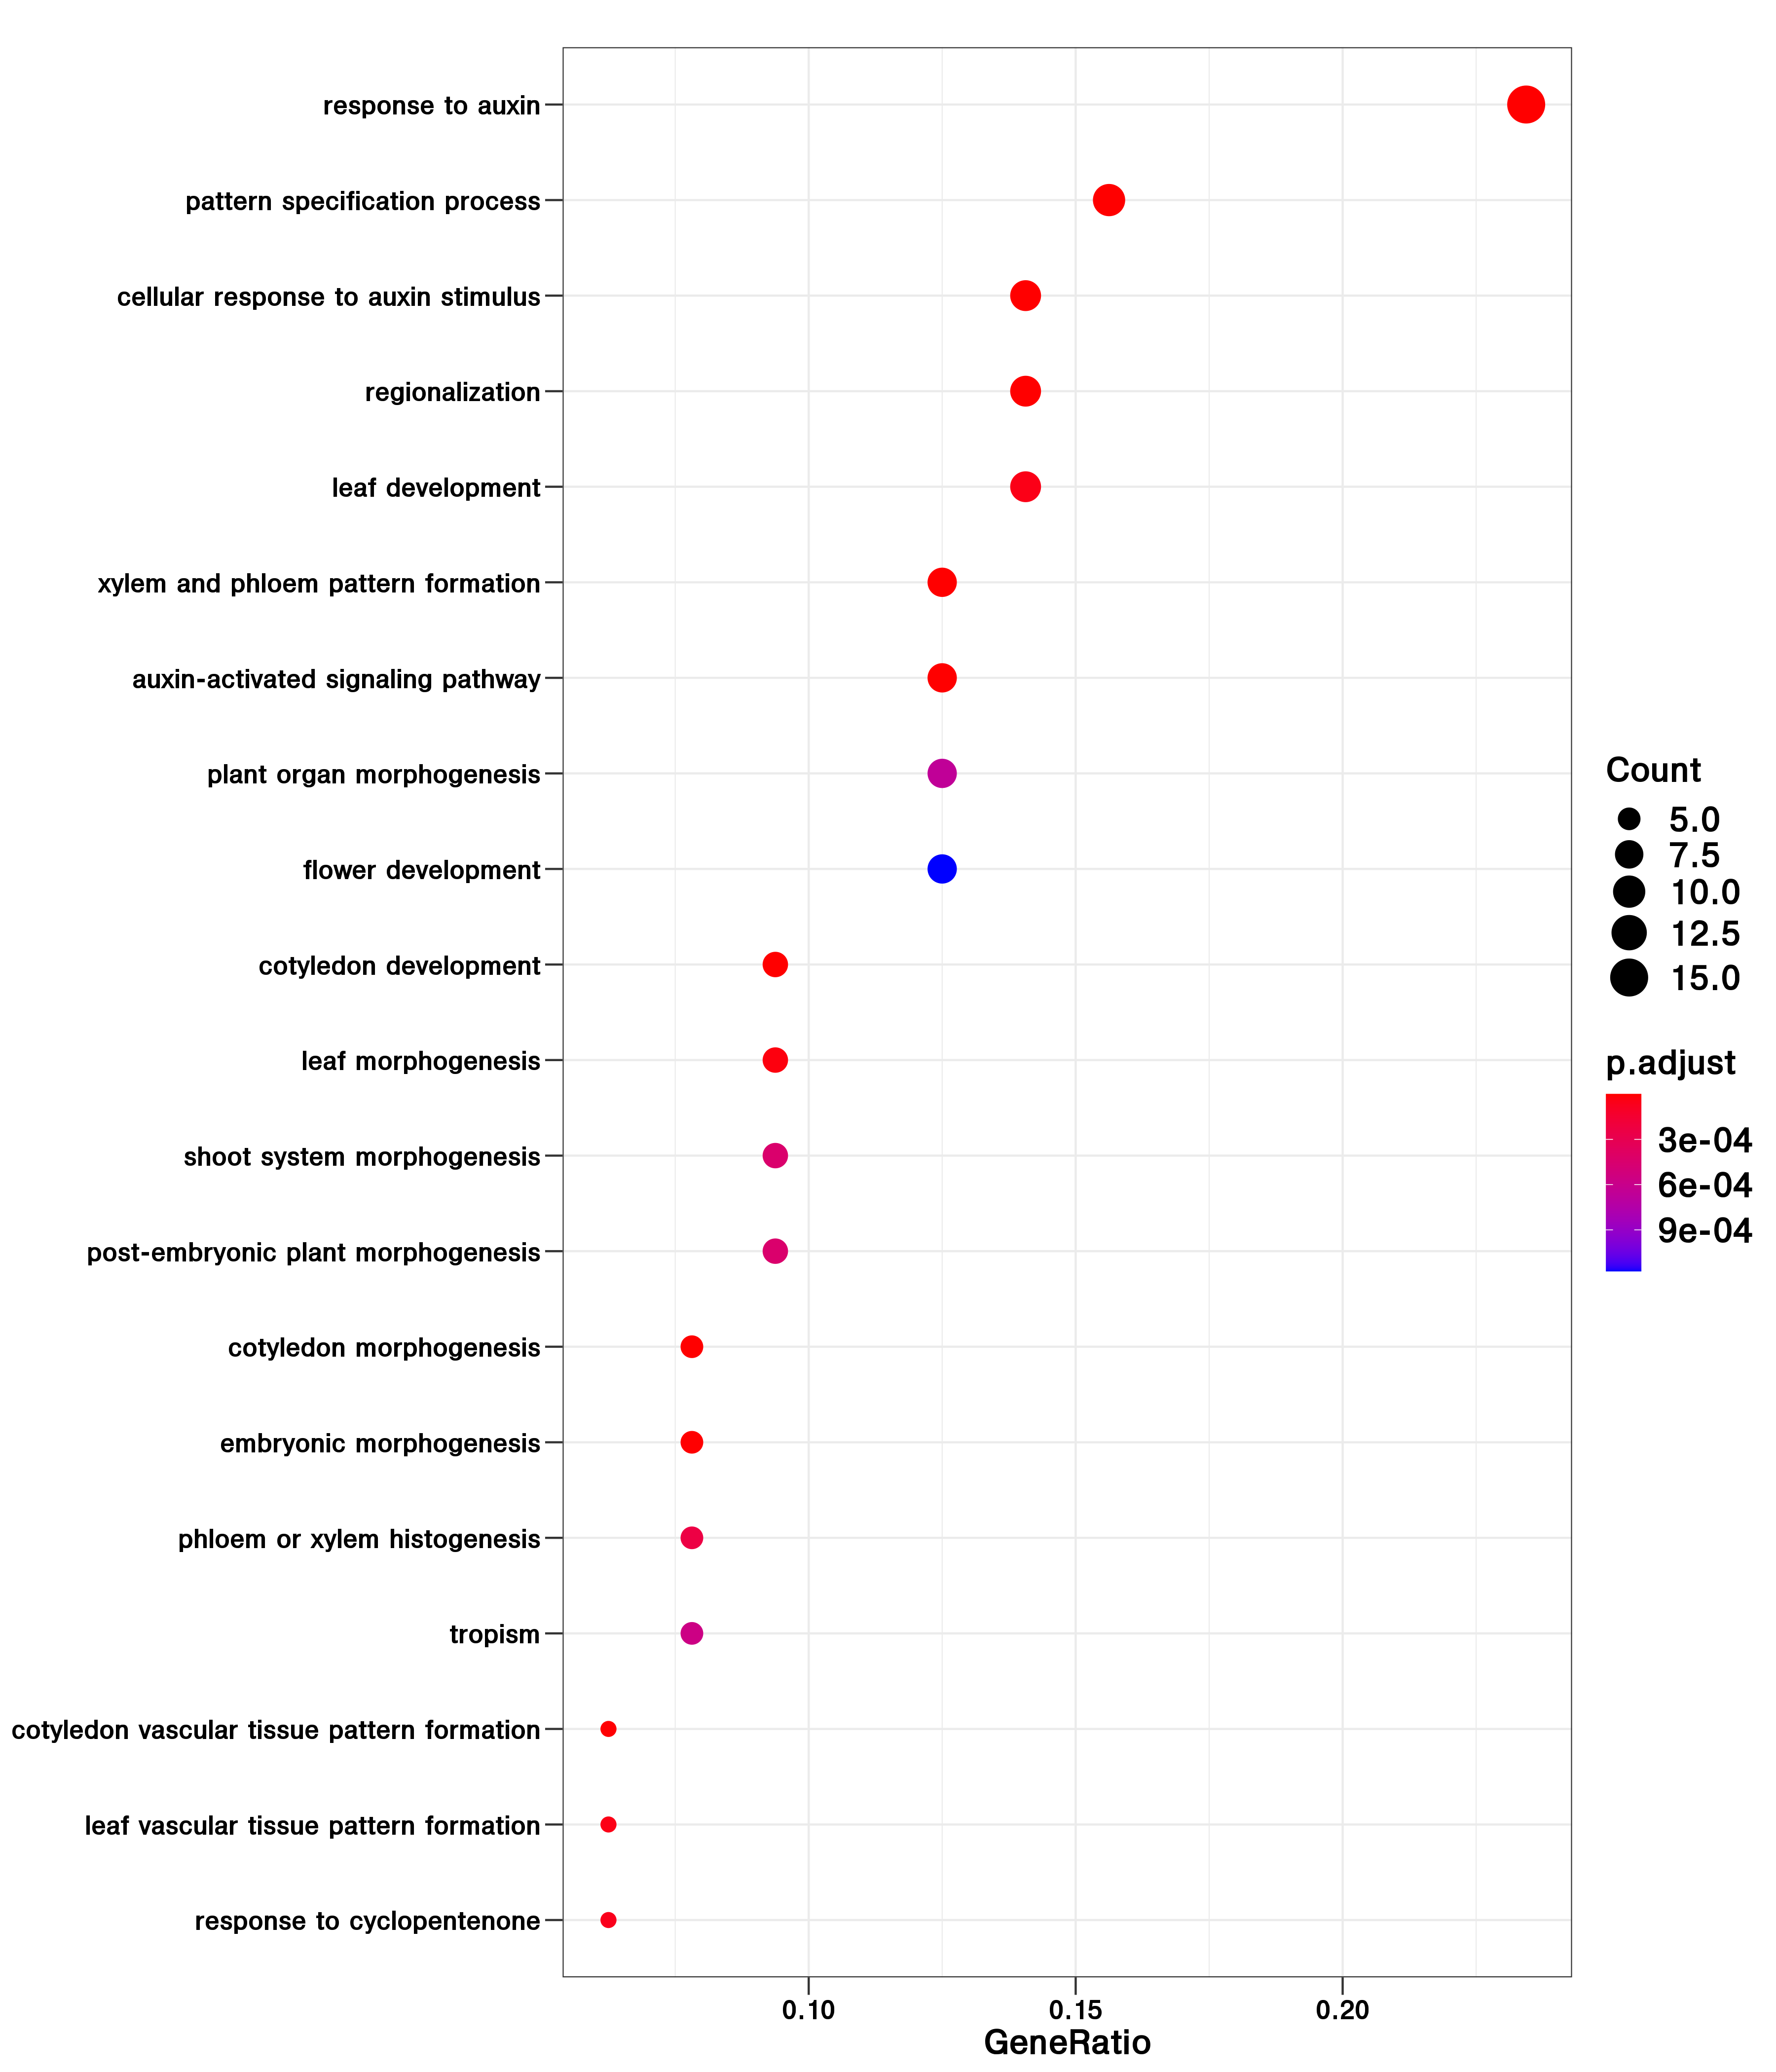 response to auxin
pattern specification process
cellular response to auxin stimulus
regionalization
leaf development
xylem and phloem pattern formation
auxin-activated signaling pathway
plant organ morphogenesis
flower development
cotyledon development
leaf morphogenesis
shoot system morphogenesis
post-embryonic plant morphogenesis
cotyledon morphogenesis
embryonic morphogenesis
phloem or xylem histogenesis
tropism
cotyledon vascular tissue pattern formation
leaf vascular tissue pattern formation
response to cyclopentenone
0.10 0.15 0.20
GeneRatio
Count
5.0
7.5
10.0
12.5
15.0
p.adjust
3e-04
6e-04
9e-04